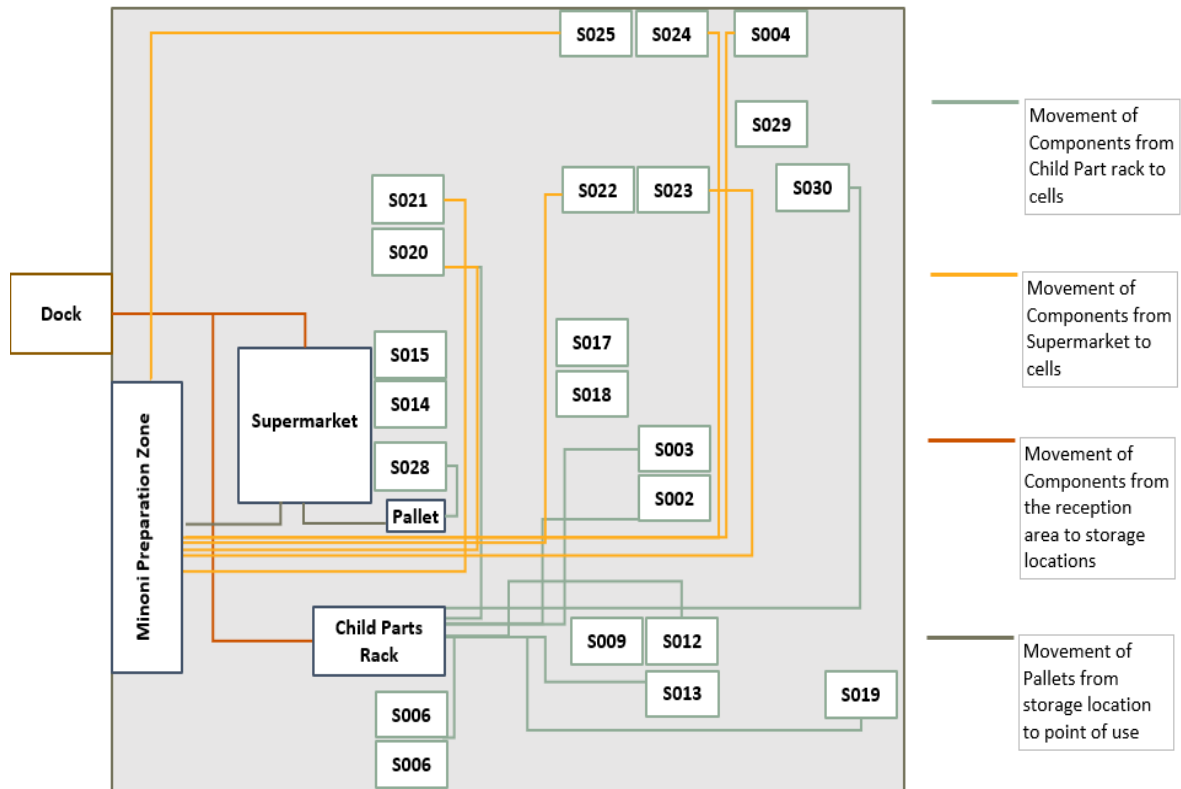 S025
S024
S004
S029
S030
S022
S023
S021
S020
Dock
S015
S014
S028
Supermarket
Pallet
Minoni Preparation Zone
S017
S018
S003
S002
Child Parts
Rack
S009
S012
S013
S019
S006
S006
Movement of
Components from
Child Part rack to
cells
Movement of
Components from
Supermarket to
cells
Movement of
Components from
the reception
area to storage
locations
Movement of
Pallets from
storage location
to point of use